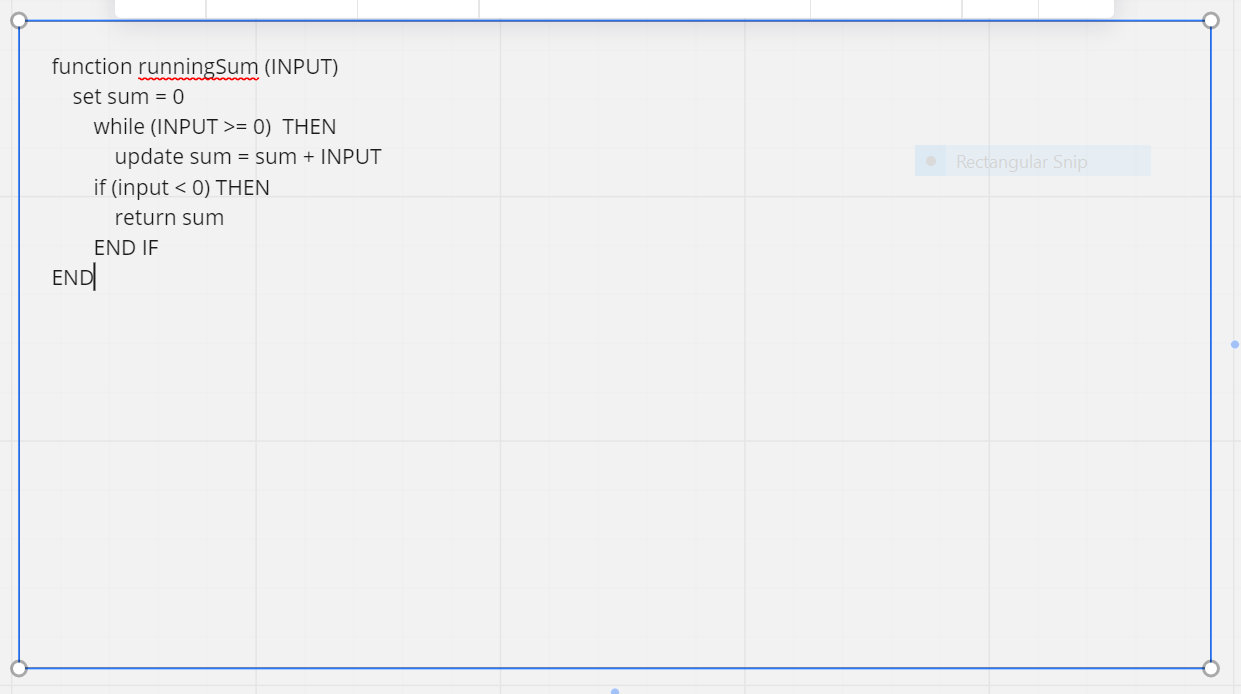 function runningSum (INPUT)
set sum = 0
while (INPUT >= 0) THEN
update sum = sum + INPUT
Rectangular Snip
if (input < 0) THEN
return sum
END IF
END